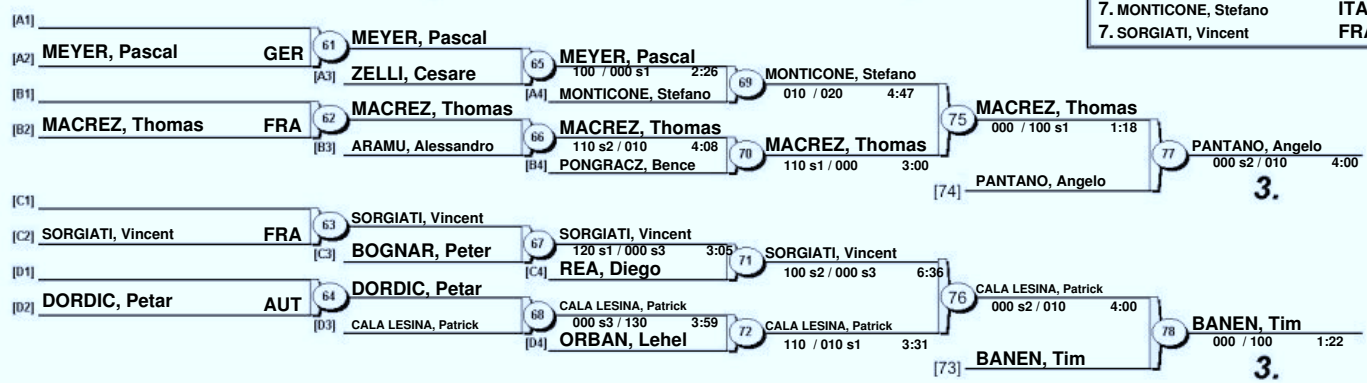 7. MONTICONE, Stefano ITA
7. SORGIATI, Vincent FRA
[A1]
[A2] MEYER, Pascal GER
61 MEYER, Pascal
[A3] ZELLI, Cesare
65 MEYER, Pascal
100 / 000 s1 2:26
[A4] MONTICONE, Stefano
69 MONTICONE, Stefano
010 / 020 4:47
[B1]
[B2] MACREZ, Thomas FRA
62 MACREZ, Thomas
[B3] ARAMU, Alessandro
66 MACREZ, Thomas
110 s2 / 010 4:08
[B4] PONGRACZ, Bence
70 MACREZ, Thomas
110 s1 / 000 3:00
75 MACREZ, Thomas
000 / 100 s1 1:18
[74] PANTANO, Angelo
77 PANTANO, Angelo
000 s2 / 010 4:00
3.
[C1]
[C2] SORGIATI, Vincent FRA
63 SORGIATI, Vincent
[C3] BOGNAR, Peter
67 SORGIATI, Vincent
120 s1 / 000 s3 3:05
[C4] REA, Diego
71 SORGIATI, Vincent
100 s2 / 000 s3 6:36
[D1]
[D2] DORDIC, Petar AUT
64 DORDIC, Petar
[D3] CALA LESINA, Patrick
68 CALA LESINA, Patrick
000 s3 / 130 3:59
[D4] ORBAN, Lehel
72 CALA LESINA, Patrick
110 / 010 s1 3:31
76 CALA LESINA, Patrick
000 s2 / 010 4:00
[73] BANEN, Tim
78 BANEN, Tim
000 / 100 1:22
3.